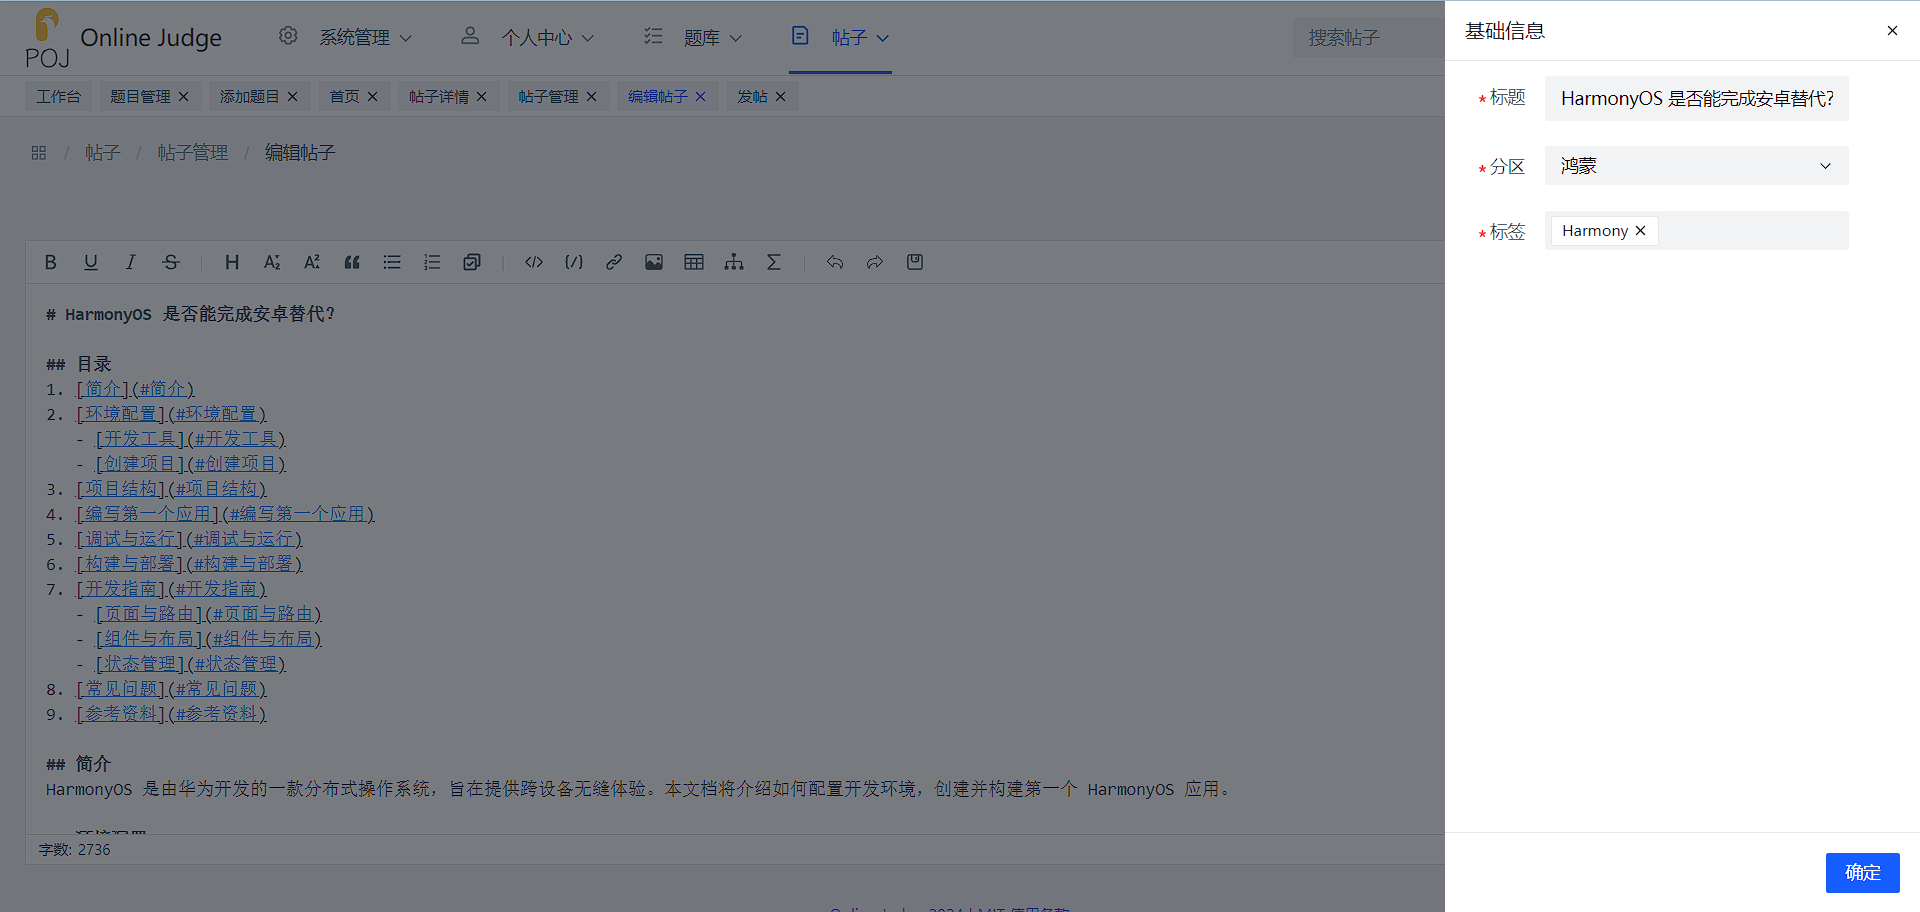 POJ
Online Judge
系统管理
个人中心
题库
帖子
搜索帖子
工作台
题目管理
添加题目
首页
帖子详情
帖子管理
编辑帖子
发帖
/ 帖子 / 帖子管理 / 编辑帖子
# HarmonyOS 是否能完成安卓替代?
## 目录
1. [简介](#简介)
2. [环境配置](#环境配置)
- [开发工具](#开发工具)
- [创建项目](#创建项目)
3. [项目结构](#项目结构)
4. [编写第一个应用](#编写第一个应用)
5. [调试与运行](#调试与运行)
6. [构建与部署](#构建与部署)
7. [开发指南](#开发指南)
- [页面与路由](#页面与路由)
- [组件与布局](#组件与布局)
- [状态管理](#状态管理)
8. [常见问题](#常见问题)
9. [参考资料](#参考资料)
## 简介
HarmonyOS 是由华为开发的一款分布式操作系统，旨在提供跨设备无缝体验。本文档将介绍如何配置开发环境，创建并构建第一个 HarmonyOS 应用。
字数: 2736
基础信息
* 标题
HarmonyOS 是否能完成安卓替代?
* 分区
鸿蒙
* 标签
Harmony
确定